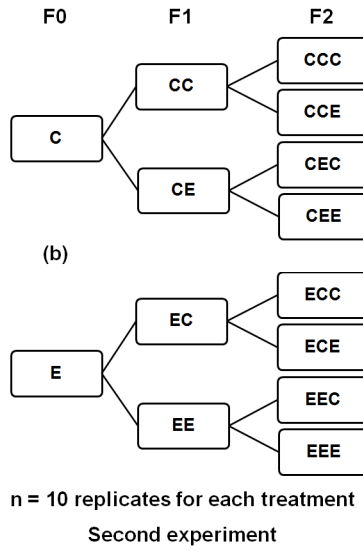 F0 F1 F2
CCC
CC
CCE
C
CEC
CE
CEE
(b)
ECC
EC
ECE
E
EEC
EE
EEE
n = 10 replicates for each treatment
Second experiment